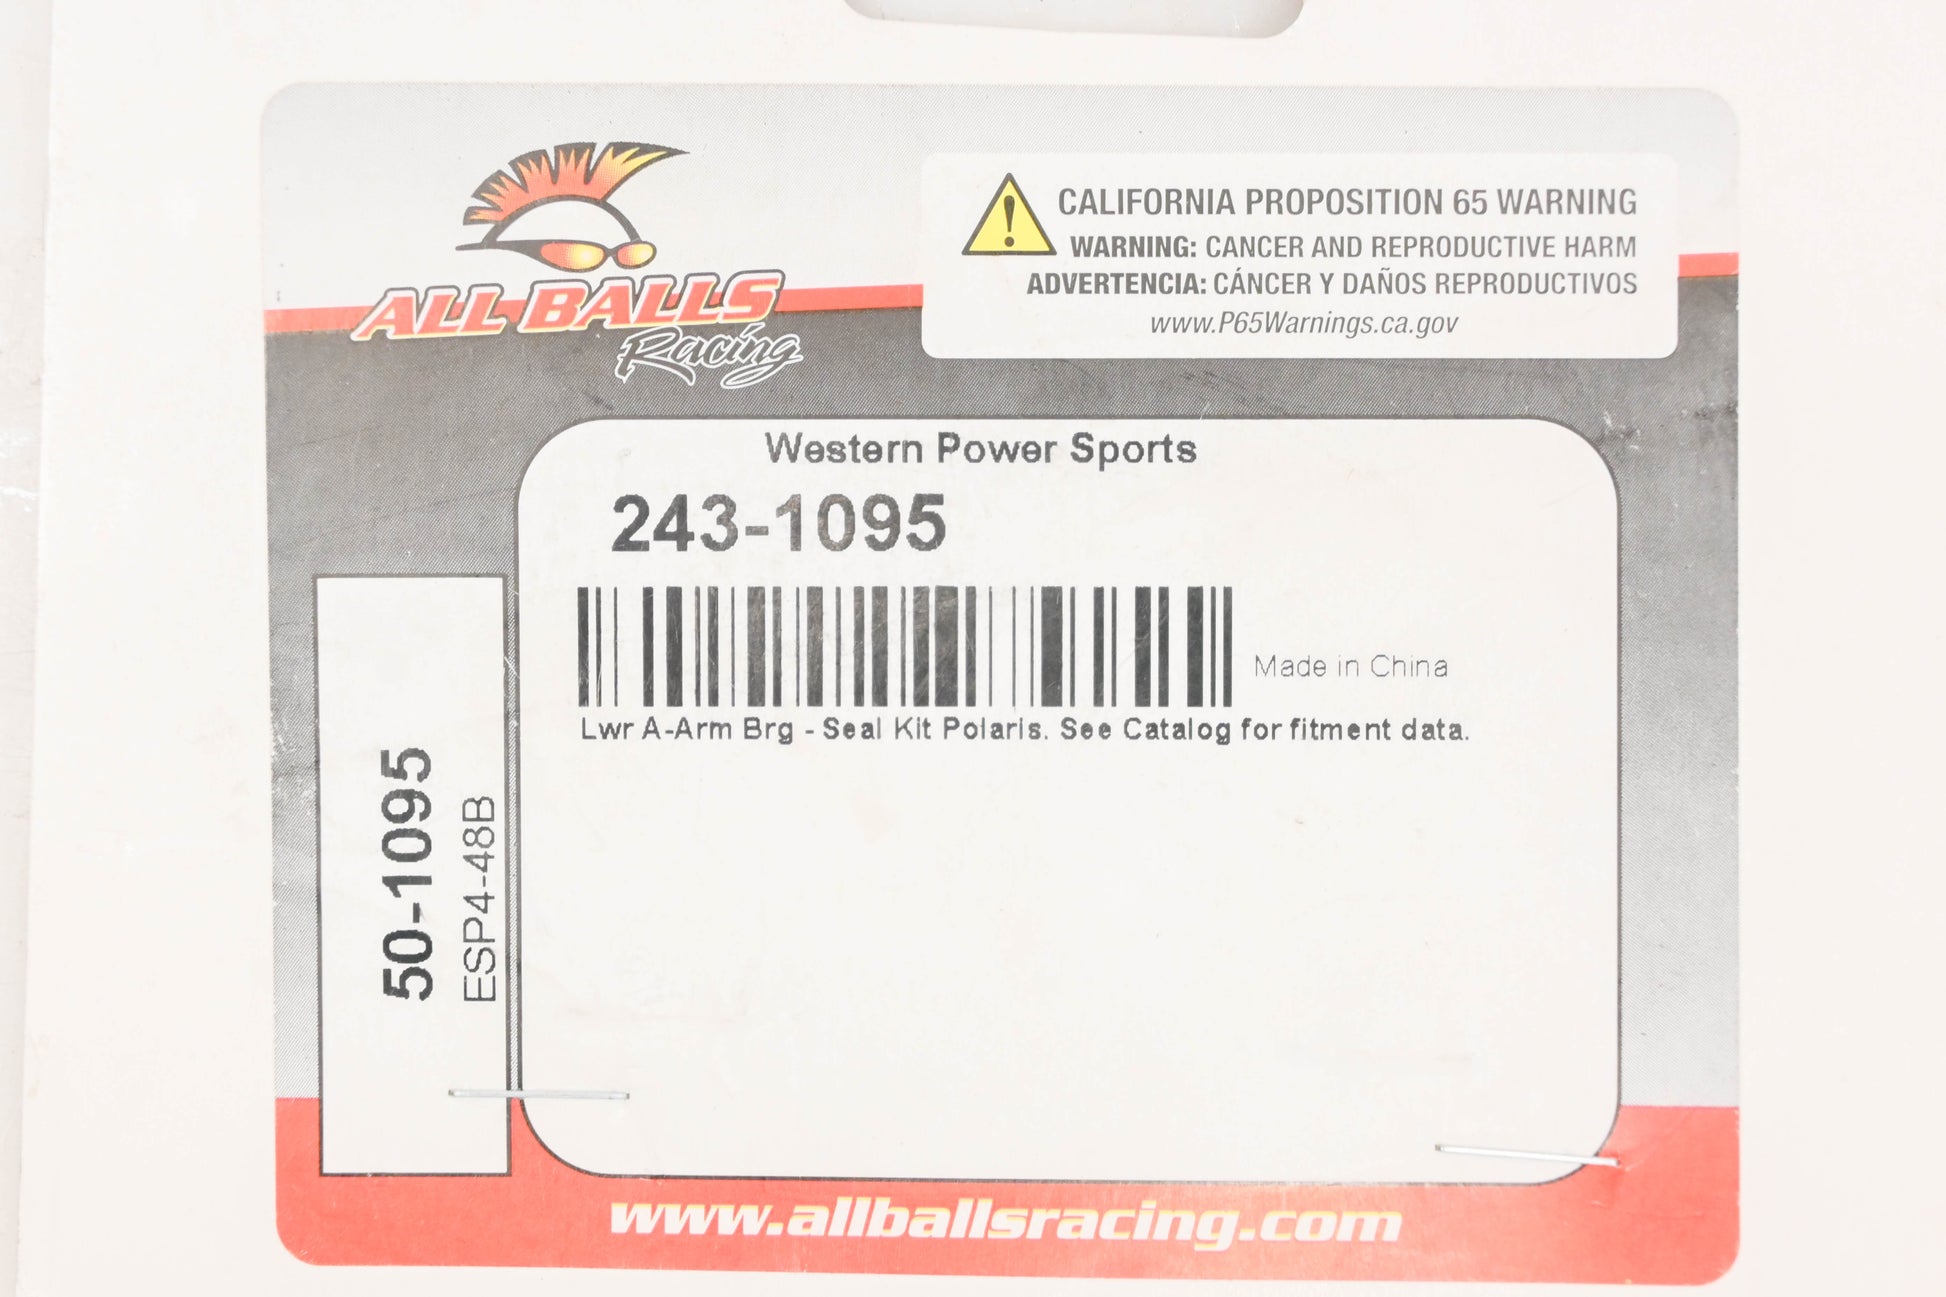 ALL BALLS
Racing
CALIFORNIA PROPOSITION 65 WARNING
WARNING: CANCER AND REPRODUCTIVE HARM
ADVERTENCIA: CÁNCER Y DAÑOS REPRODUCTIVOS
www.P65Warnings.ca.gov
Western Power Sports
243-1095
Made in China
Lwr A-Arm Brg - Seal Kit Polaris. See Catalog for fitment data.
50-1095
ESP4-48B
www.allballsracing.com